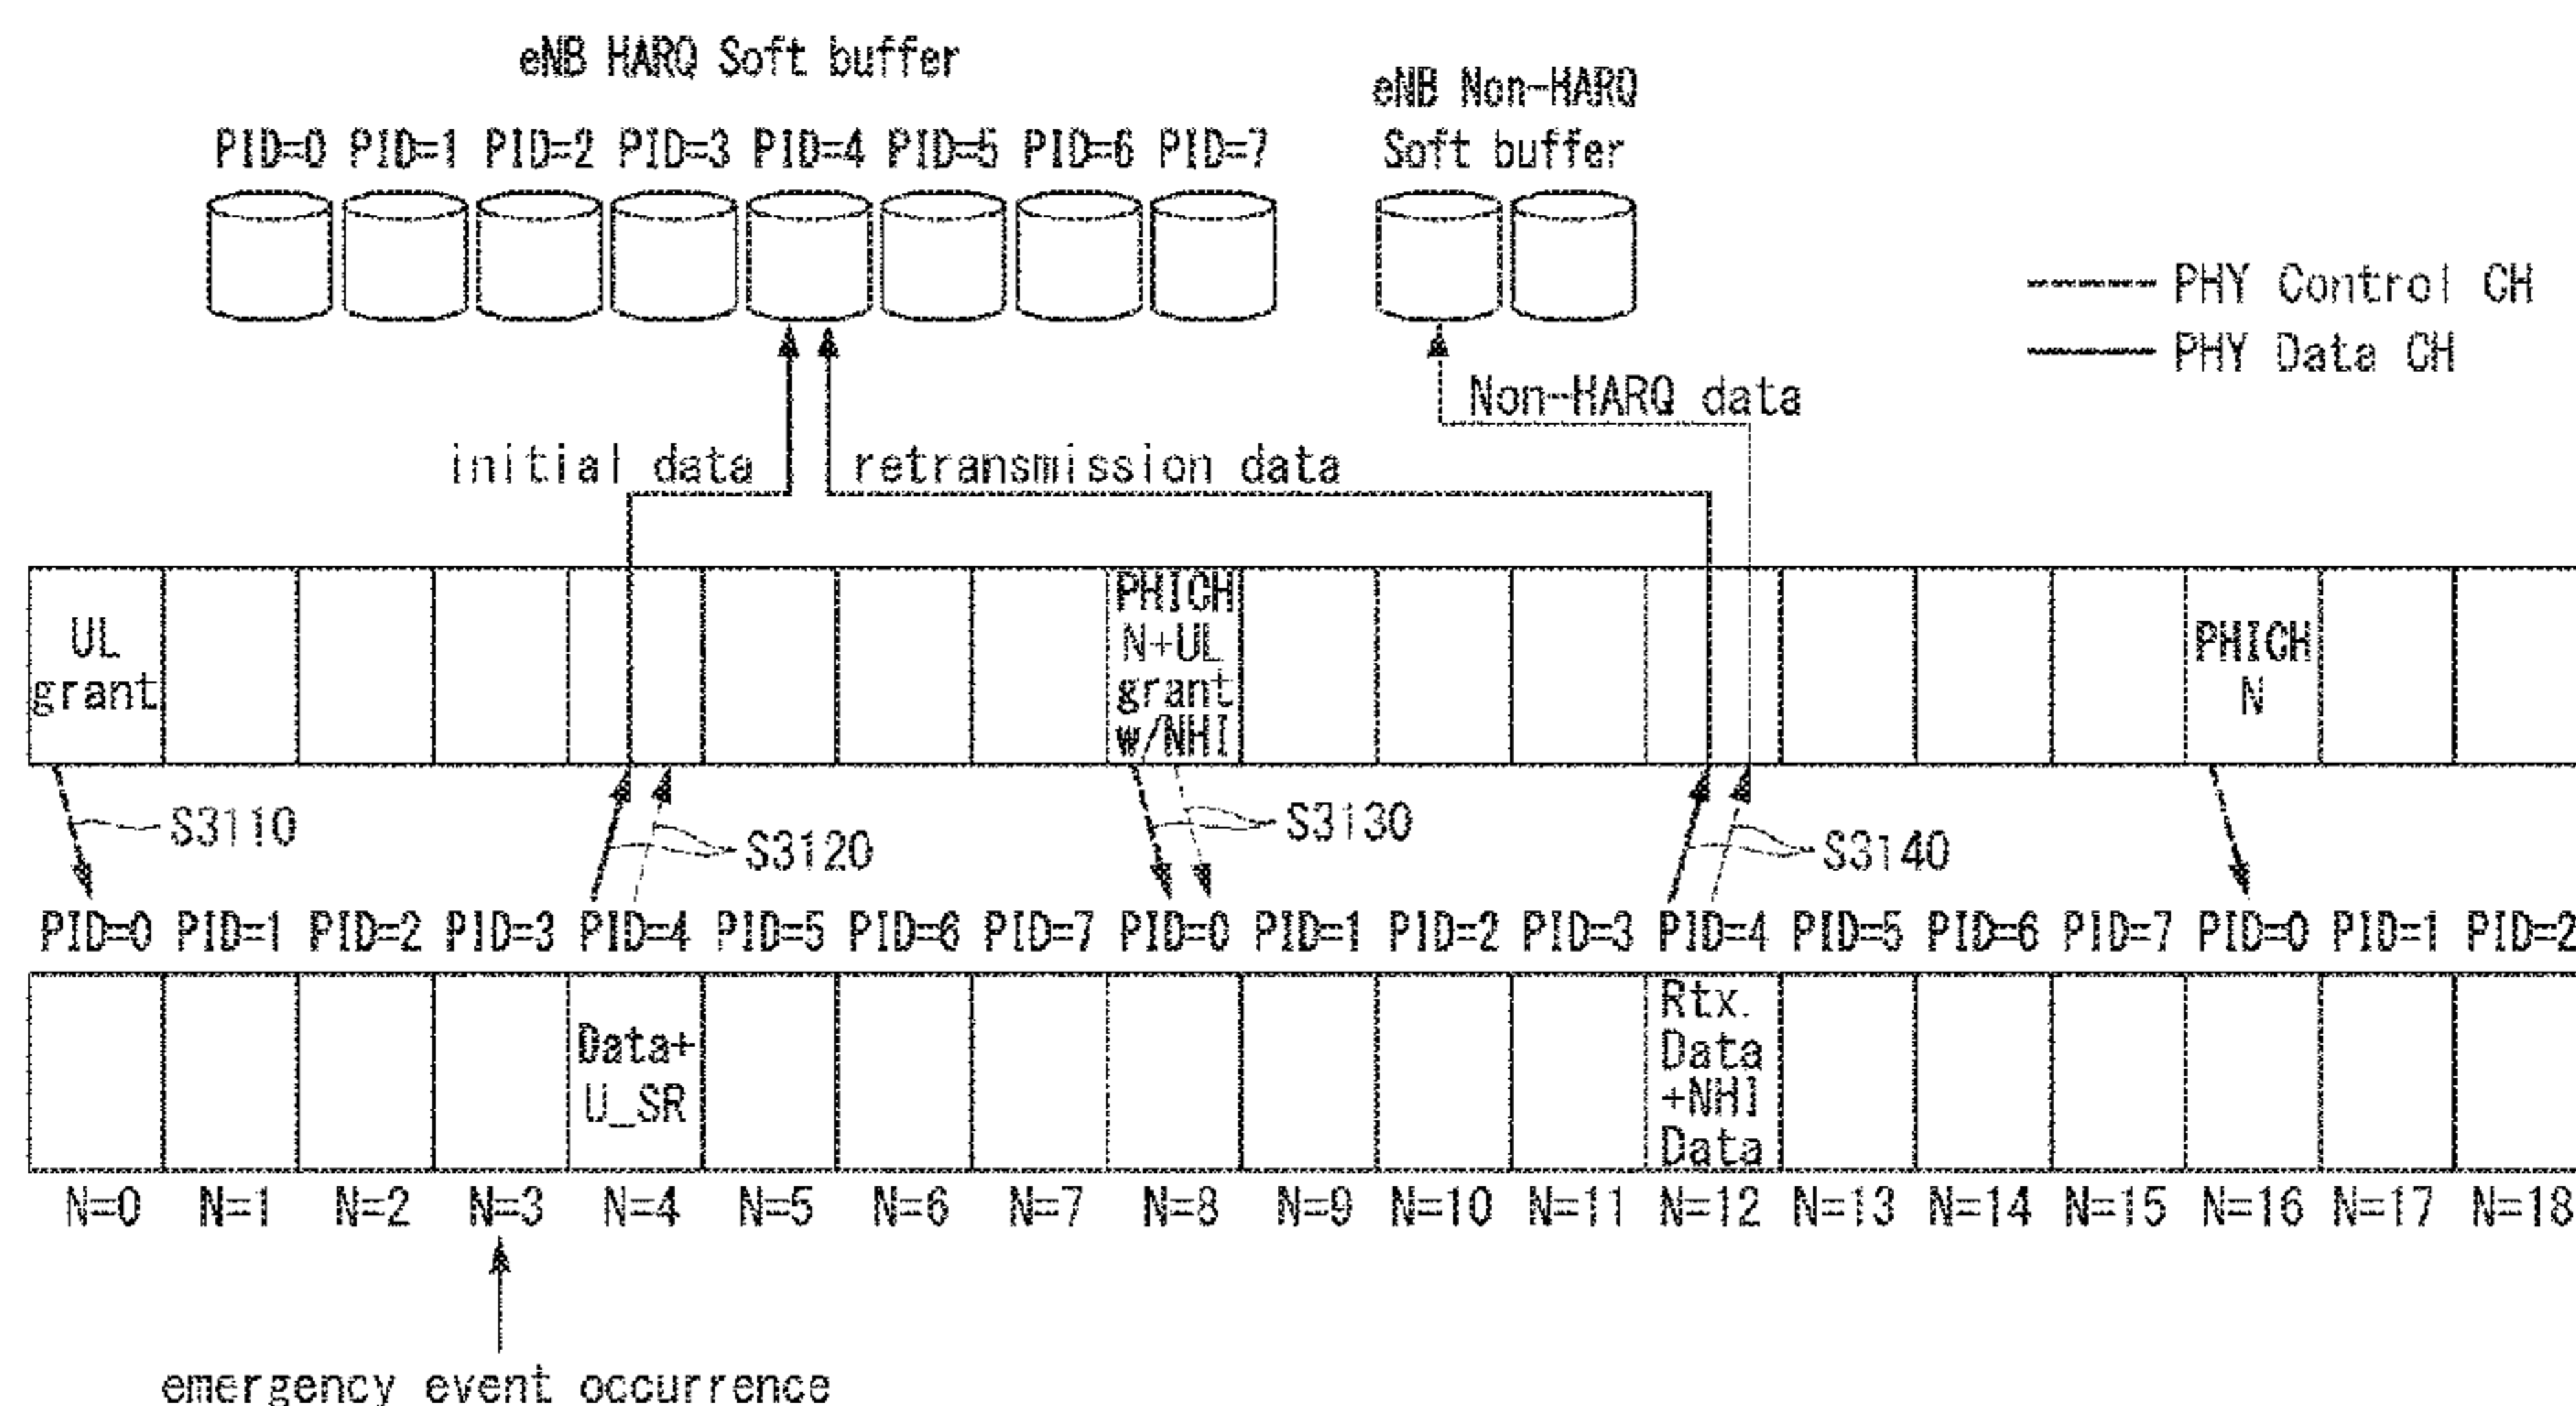 eNB HARQ Soft buffer
eNB Non-HARQ
Soft buffer
PID=0 PID=1 PID=2 PID=3 PID=4 PID=5 PID=6 PID=7
PHY Control CH
PHY Data CH
Non-HARQ data
initial data
retransmission data
UL
grant
PHICH
N+UL
grant
w/NHI
PHICH
N
S3110
S3120
S3130
S3140
PID=0 PID=1 PID=2 PID=3 PID=4 PID=5 PID=6 PID=7 PID=0 PID=1 PID=2 PID=3 PID=4 PID=5 PID=6 PID=7 PID=0 PID=1 PID=2
Data+
U_SR
Rtx.
Data
+NHI
Data
N=0 N=1 N=2 N=3 N=4 N=5 N=6 N=7 N=8 N=9 N=10 N=11 N=12 N=13 N=14 N=15 N=16 N=17 N=18
emergency event occurrence